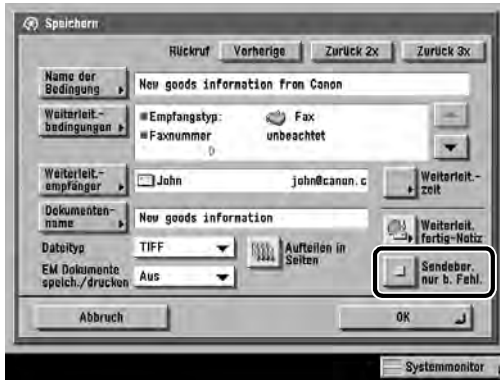 Speichern
Rückruf Vorherige Zurück 2x Zurück 3x
Name der
Bedingung
New goods information from Canon
Weiterleit.-
bedingungen
Empfangstyp: Fax
Faxnummer unbeachtet
0
Weiterleit.-
empfänger
John john@canon.c
Weiterleit.-
zeit
Dokumenten-
name
New goods information
Weiterleit.
fertig-Notiz
Dateityp TIFF Aufteilen in
Seiten
EM Dokumente
speich./drucken
Aus
Sendeber.
nur b. Fehl.
Abbruch OK
Systemmonitor